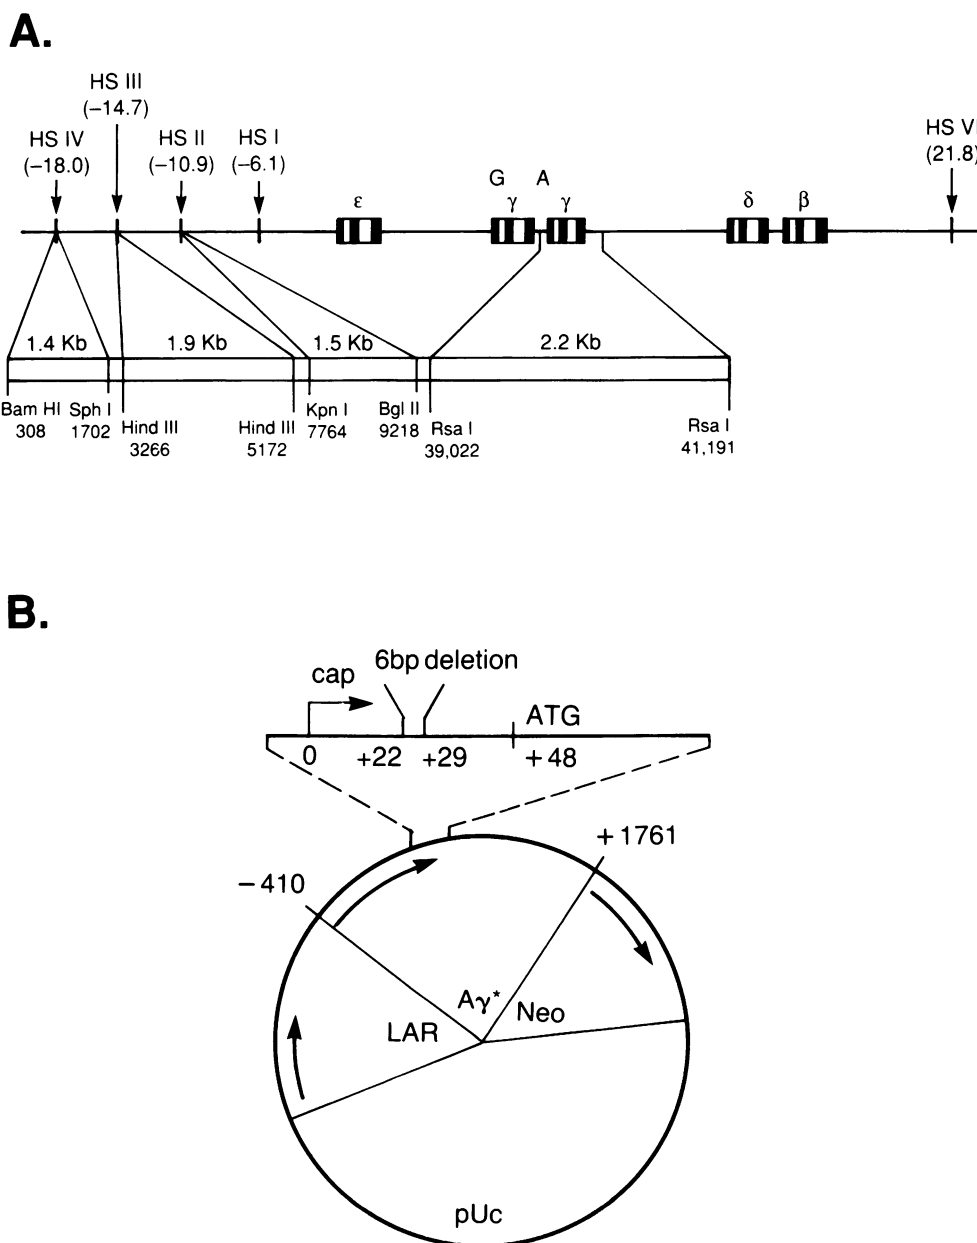 A.
HS III
(–14.7)
HS IV
(–18.0)
HS II
(–10.9)
HS I
(–6.1)
HS VI
(21.8)
ε
G A
γ γ
δ β
1.4 Kb 1.9 Kb 1.5 Kb 2.2 Kb
Bam HI
308
Sph I
1702
Hind III
3266
Hind III
5172
Kpn I
7764
Bgl II
9218
Rsa I
39,022
Rsa I
41,191
B.
6bp deletion
cap
ATG
0 +22 +29 +48
+1761
–410
Aγ*
Neo
LAR
pUc